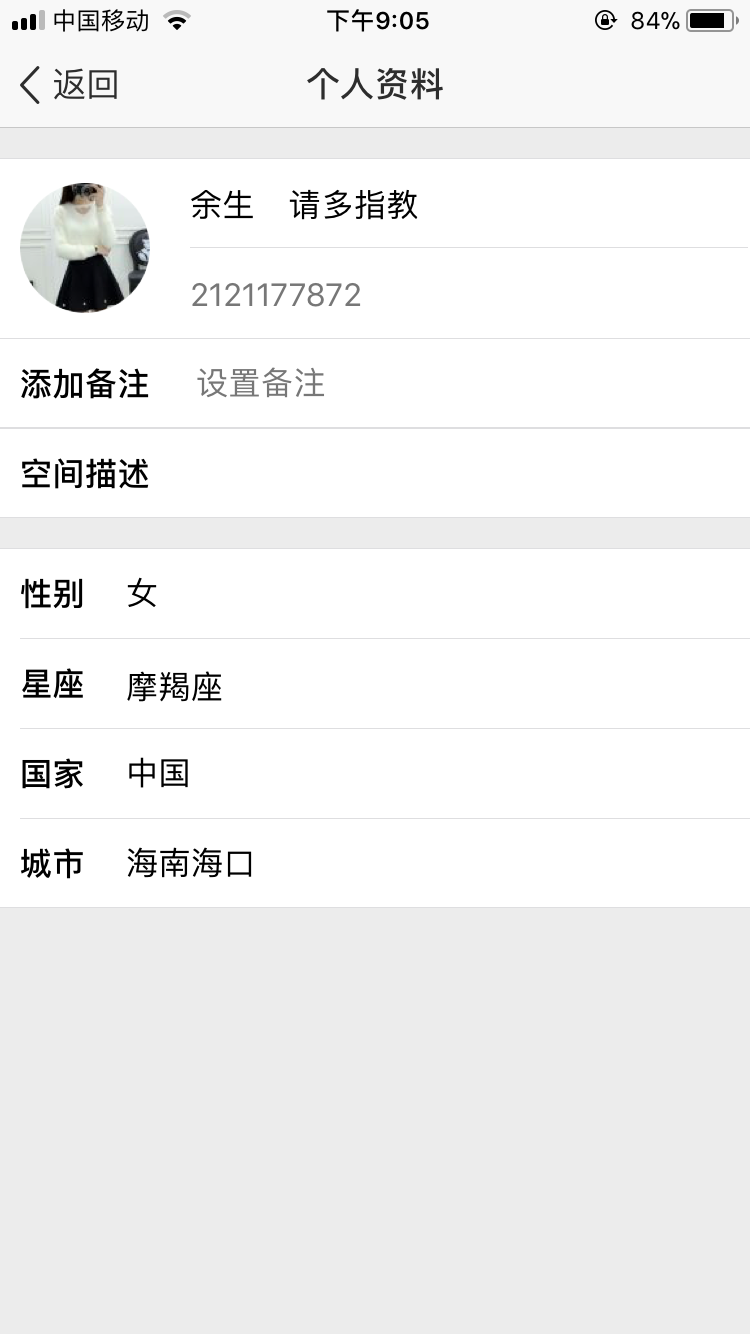 中国移动 下午9:05 84%
返回 个人资料
余生 请多指教
2121177872
添加备注 设置备注
空间描述
性别 女
星座 摩羯座
国家 中国
城市 海南海口